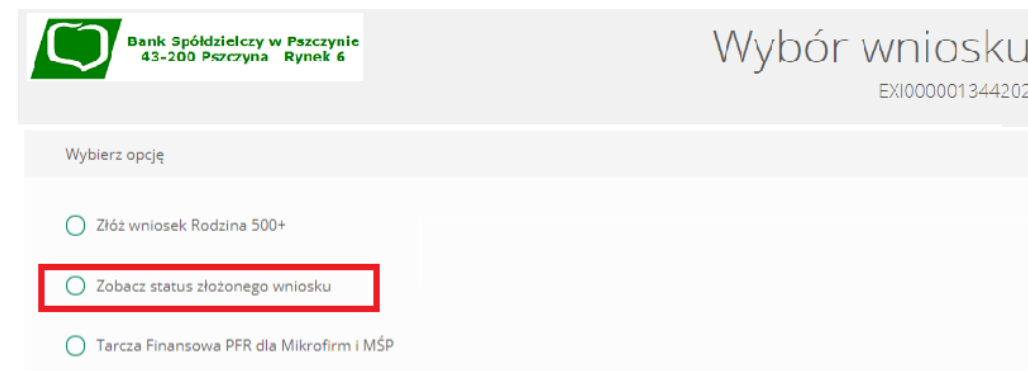 Bank Spółdzielczy w Pszczynie
43-200 Pszczyna Rynek 6
Wybór wniosku
EXI000001344202
Wybierz opcję
Złóż wniosek Rodzina 500+
Zobacz status złożonego wniosku
Tarcza Finansowa PFR dla Mikrofirm i MŚP